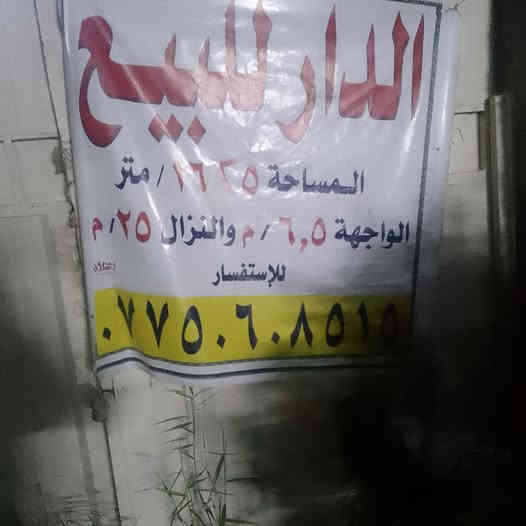 الدار للبيع
المساحة ١٦٢,٥ / متر
الواجهة ٦,٥ / م والنزال ٢٥ / م
للإستفسار
٠٧٧٥٠٦٠٨٥١٥